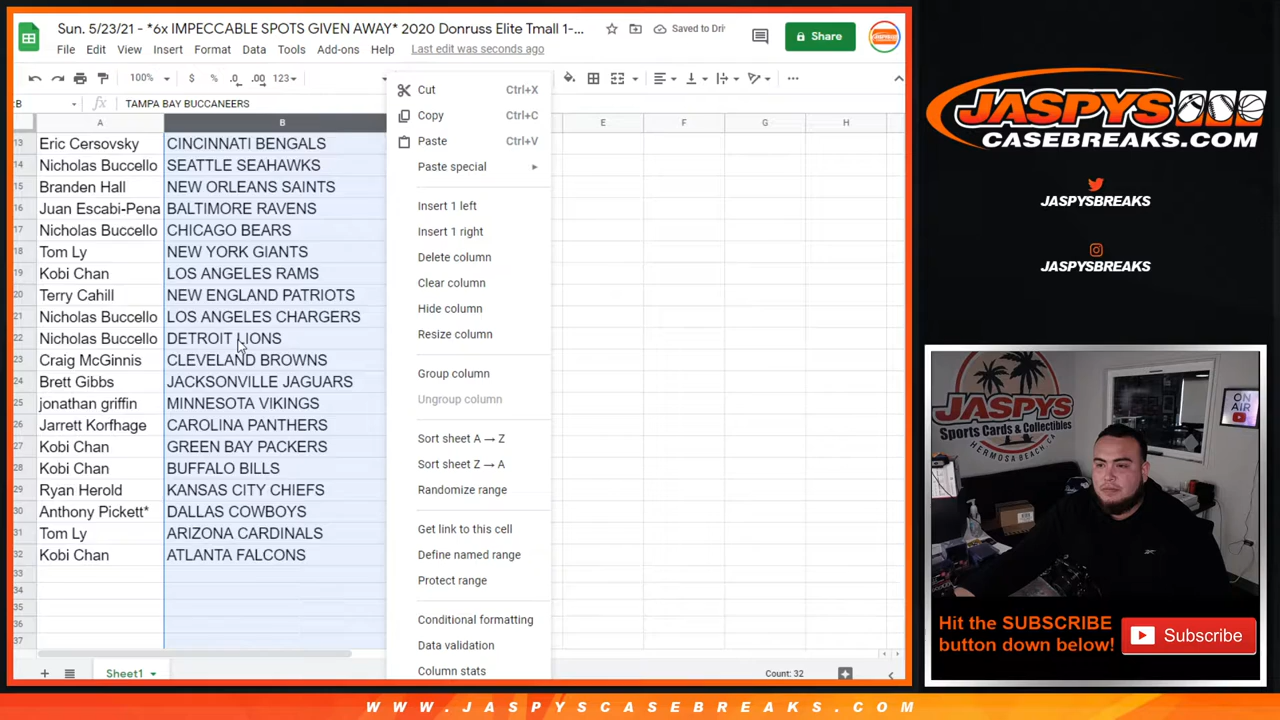 Sun. 5/23/21 - *6x IMPECCABLE SPOTS GIVEN AWAY* 2020 Donruss Elite Tmall 1-...
Saved to Dri
Share
File Edit View Insert Format Data Tools Add-ons Help Last edit was seconds ago
100% $ % .0 .00 123
TAMPA BAY BUCCANEERS
A B E F G H
13 Eric Cersovsky CINCINNATI BENGALS
14 Nicholas Buccello SEATTLE SEAHAWKS
15 Branden Hall NEW ORLEANS SAINTS
16 Juan Escabi-Pena BALTIMORE RAVENS
17 Nicholas Buccello CHICAGO BEARS
18 Tom Ly NEW YORK GIANTS
19 Kobi Chan LOS ANGELES RAMS
20 Terry Cahill NEW ENGLAND PATRIOTS
21 Nicholas Buccello LOS ANGELES CHARGERS
22 Nicholas Buccello DETROIT LIONS
23 Craig McGinnis CLEVELAND BROWNS
24 Brett Gibbs JACKSONVILLE JAGUARS
25 jonathan griffin MINNESOTA VIKINGS
26 Jarrett Korfhage CAROLINA PANTHERS
27 Kobi Chan GREEN BAY PACKERS
28 Kobi Chan BUFFALO BILLS
29 Ryan Herold KANSAS CITY CHIEFS
30 Anthony Pickett* DALLAS COWBOYS
31 Tom Ly ARIZONA CARDINALS
32 Kobi Chan ATLANTA FALCONS
33
34
35
36
37
Cut Ctrl+X
Copy Ctrl+C
Paste Ctrl+V
Paste special
Insert 1 left
Insert 1 right
Delete column
Clear column
Hide column
Resize column
Group column
Ungroup column
Sort sheet A → Z
Sort sheet Z → A
Randomize range
Get link to this cell
Define named range
Protect range
Conditional formatting
Data validation
Column stats
Sheet1
Count: 32
JASPYS
CASEBREAKS.COM
JASPYSBREAKS
JASPYSBREAKS
JASPYS
Sports Cards & Collectibles
HERMOSA BEACH, CA
ON
AIR
Hit the SUBSCRIBE
button down below!
Subscribe
WWW.JASPYSCASEBREAKS.COM